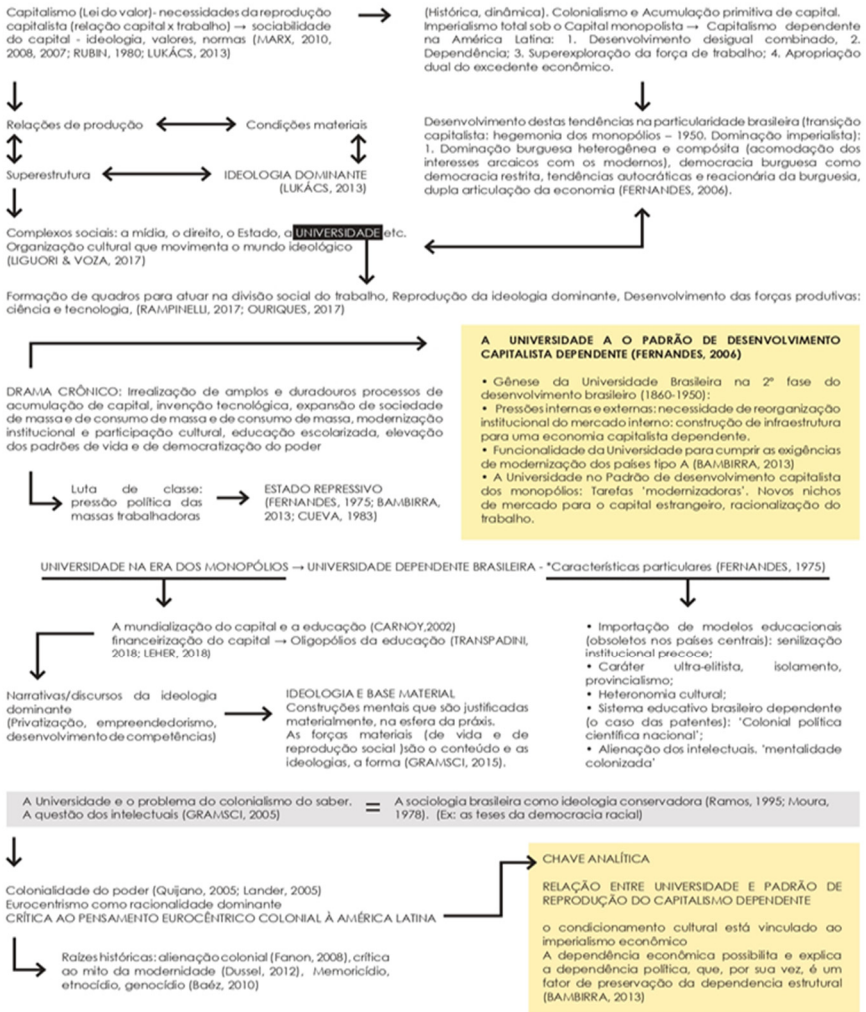 Capitalismo (Lei do valor)- necessidades da reprodução
capitalista (relação capital x trabalho) → sociabilidade
do capital - ideologia, valores, normas (MARX, 2010,
2008, 2007; RUBIN, 1980; LUKÁCS, 2013)
(Histórica, dinâmica). Colonialismo e Acumulação primitiva de capital.
Imperialismo total sob o Capital monopolista → Capitalismo dependente
na América Latina: 1. Desenvolvimento desigual combinado, 2.
Dependência; 3. Superexploração da força de trabalho; 4. Apropriação
dual do excedente econômico.
Relações de produção
Condições materiais
Superestrutura
IDEOLOGIA DOMINANTE
(LUKÁCS, 2013)
Desenvolvimento destas tendências na particularidade brasileira (transição
capitalista: hegemonia dos monopólios – 1950. Dominação imperialista):
1. Dominação burguesa heterogênea e compósita (acomodação dos
interesses arcaicos com os modernos), democracia burguesa como
democracia restrita, tendências autocráticas e reacionária da burguesia,
dupla articulação da economia (FERNANDES, 2006).
Complexos sociais: a mídia, o direito, o Estado, a UNIVERSIDADE etc.
Organização cultural que movimenta o mundo ideológico
(LIGUORI & VOZA, 2017)
Formação de quadros para atuar na divisão social do trabalho, Reprodução da ideologia dominante, Desenvolvimento das forças produtivas:
ciência e tecnologia, (RAMPINELLI, 2017; OURIQUES, 2017)
DRAMA CRÔNICO: Irrealização de amplos e duradouros processos de
acumulação de capital, invenção tecnológica, expansão de sociedade
de massa e de consumo de massa e de consumo de massa, modernização
institucional e participação cultural, educação escolarizada, elevação
dos padrões de vida e de democratização do poder
Luta de classe:
pressão política das
massas trabalhadoras
ESTADO REPRESSIVO
(FERNANDES, 1975; BAMBIRRA,
2013; CUEVA, 1983)
A UNIVERSIDADE A O PADRÃO DE DESENVOLVIMENTO
CAPITALISTA DEPENDENTE (FERNANDES, 2006)
• Gênese da Universidade Brasileira na 2ª fase do
desenvolvimento brasileiro (1860-1950):
• Pressões internas e externas: necessidade de reorganização
institucional do mercado interno: construção de infraestrutura
para uma economia capitalista dependente.
• Funcionalidade da Universidade para cumprir as exigências
de modernização dos países tipo A (BAMBIRRA, 2013)
• A Universidade no Padrão de desenvolvimento capitalista
dos monopólios: Tarefas 'modernizadoras'. Novos nichos
de mercado para o capital estrangeiro, racionalização do
trabalho.
UNIVERSIDADE NA ERA DOS MONOPÓLIOS → UNIVERSIDADE DEPENDENTE BRASILEIRA - *Características particulares (FERNANDES, 1975)
A mundialização do capital e a educação (CARNOY,2002)
financeirização do capital → Oligopólios da educação (TRANSPADINI,
2018; LEHER, 2018)
Narrativas/discursos da ideologia
dominante
(Privatização, empreendedorismo,
desenvolvimento de competências)
IDEOLOGIA E BASE MATERIAL
Construções mentais que são justificadas
materialmente, na esfera da práxis.
As forças materiais (de vida e de
reprodução social )são o conteúdo e as
ideologias, a forma (GRAMSCI, 2015).
• Importação de modelos educacionais
(obsoletos nos países centrais): senilização
institucional precoce;
• Caráter ultra-elitista, isolamento,
provincialismo;
• Heteronomia cultural;
• Sistema educativo brasileiro dependente
(o caso das patentes): 'Colonial política
científica nacional';
• Alienação dos intelectuais. 'mentalidade
colonizada'
A Universidade e o problema do colonialismo do saber.
A questão dos intelectuais (GRAMSCI, 2005)
=
A sociologia brasileira como ideologia conservadora (Ramos, 1995; Moura,
1978). (Ex: as teses da democracia racial)
Colonialidade do poder (Quijano, 2005; Lander, 2005)
Eurocentrismo como racionalidade dominante
CRÍTICA AO PENSAMENTO EUROCÊNTRICO COLONIAL À AMÉRICA LATINA
Raízes históricas: alienação colonial (Fanon, 2008), crítica
ao mito da modernidade (Dussel, 2012), Memoricídio,
etnocídio, genocídio (Baéz, 2010)
CHAVE ANALÍTICA
RELAÇÃO ENTRE UNIVERSIDADE E PADRÃO DE
REPRODUÇÃO DO CAPITALISMO DEPENDENTE
o condicionamento cultural está vinculado ao
imperialismo econômico
A dependência econômica possibilita e explica
a dependência política, que, por sua vez, é um
fator de preservação da dependencia estrutural
(BAMBIRRA, 2013)